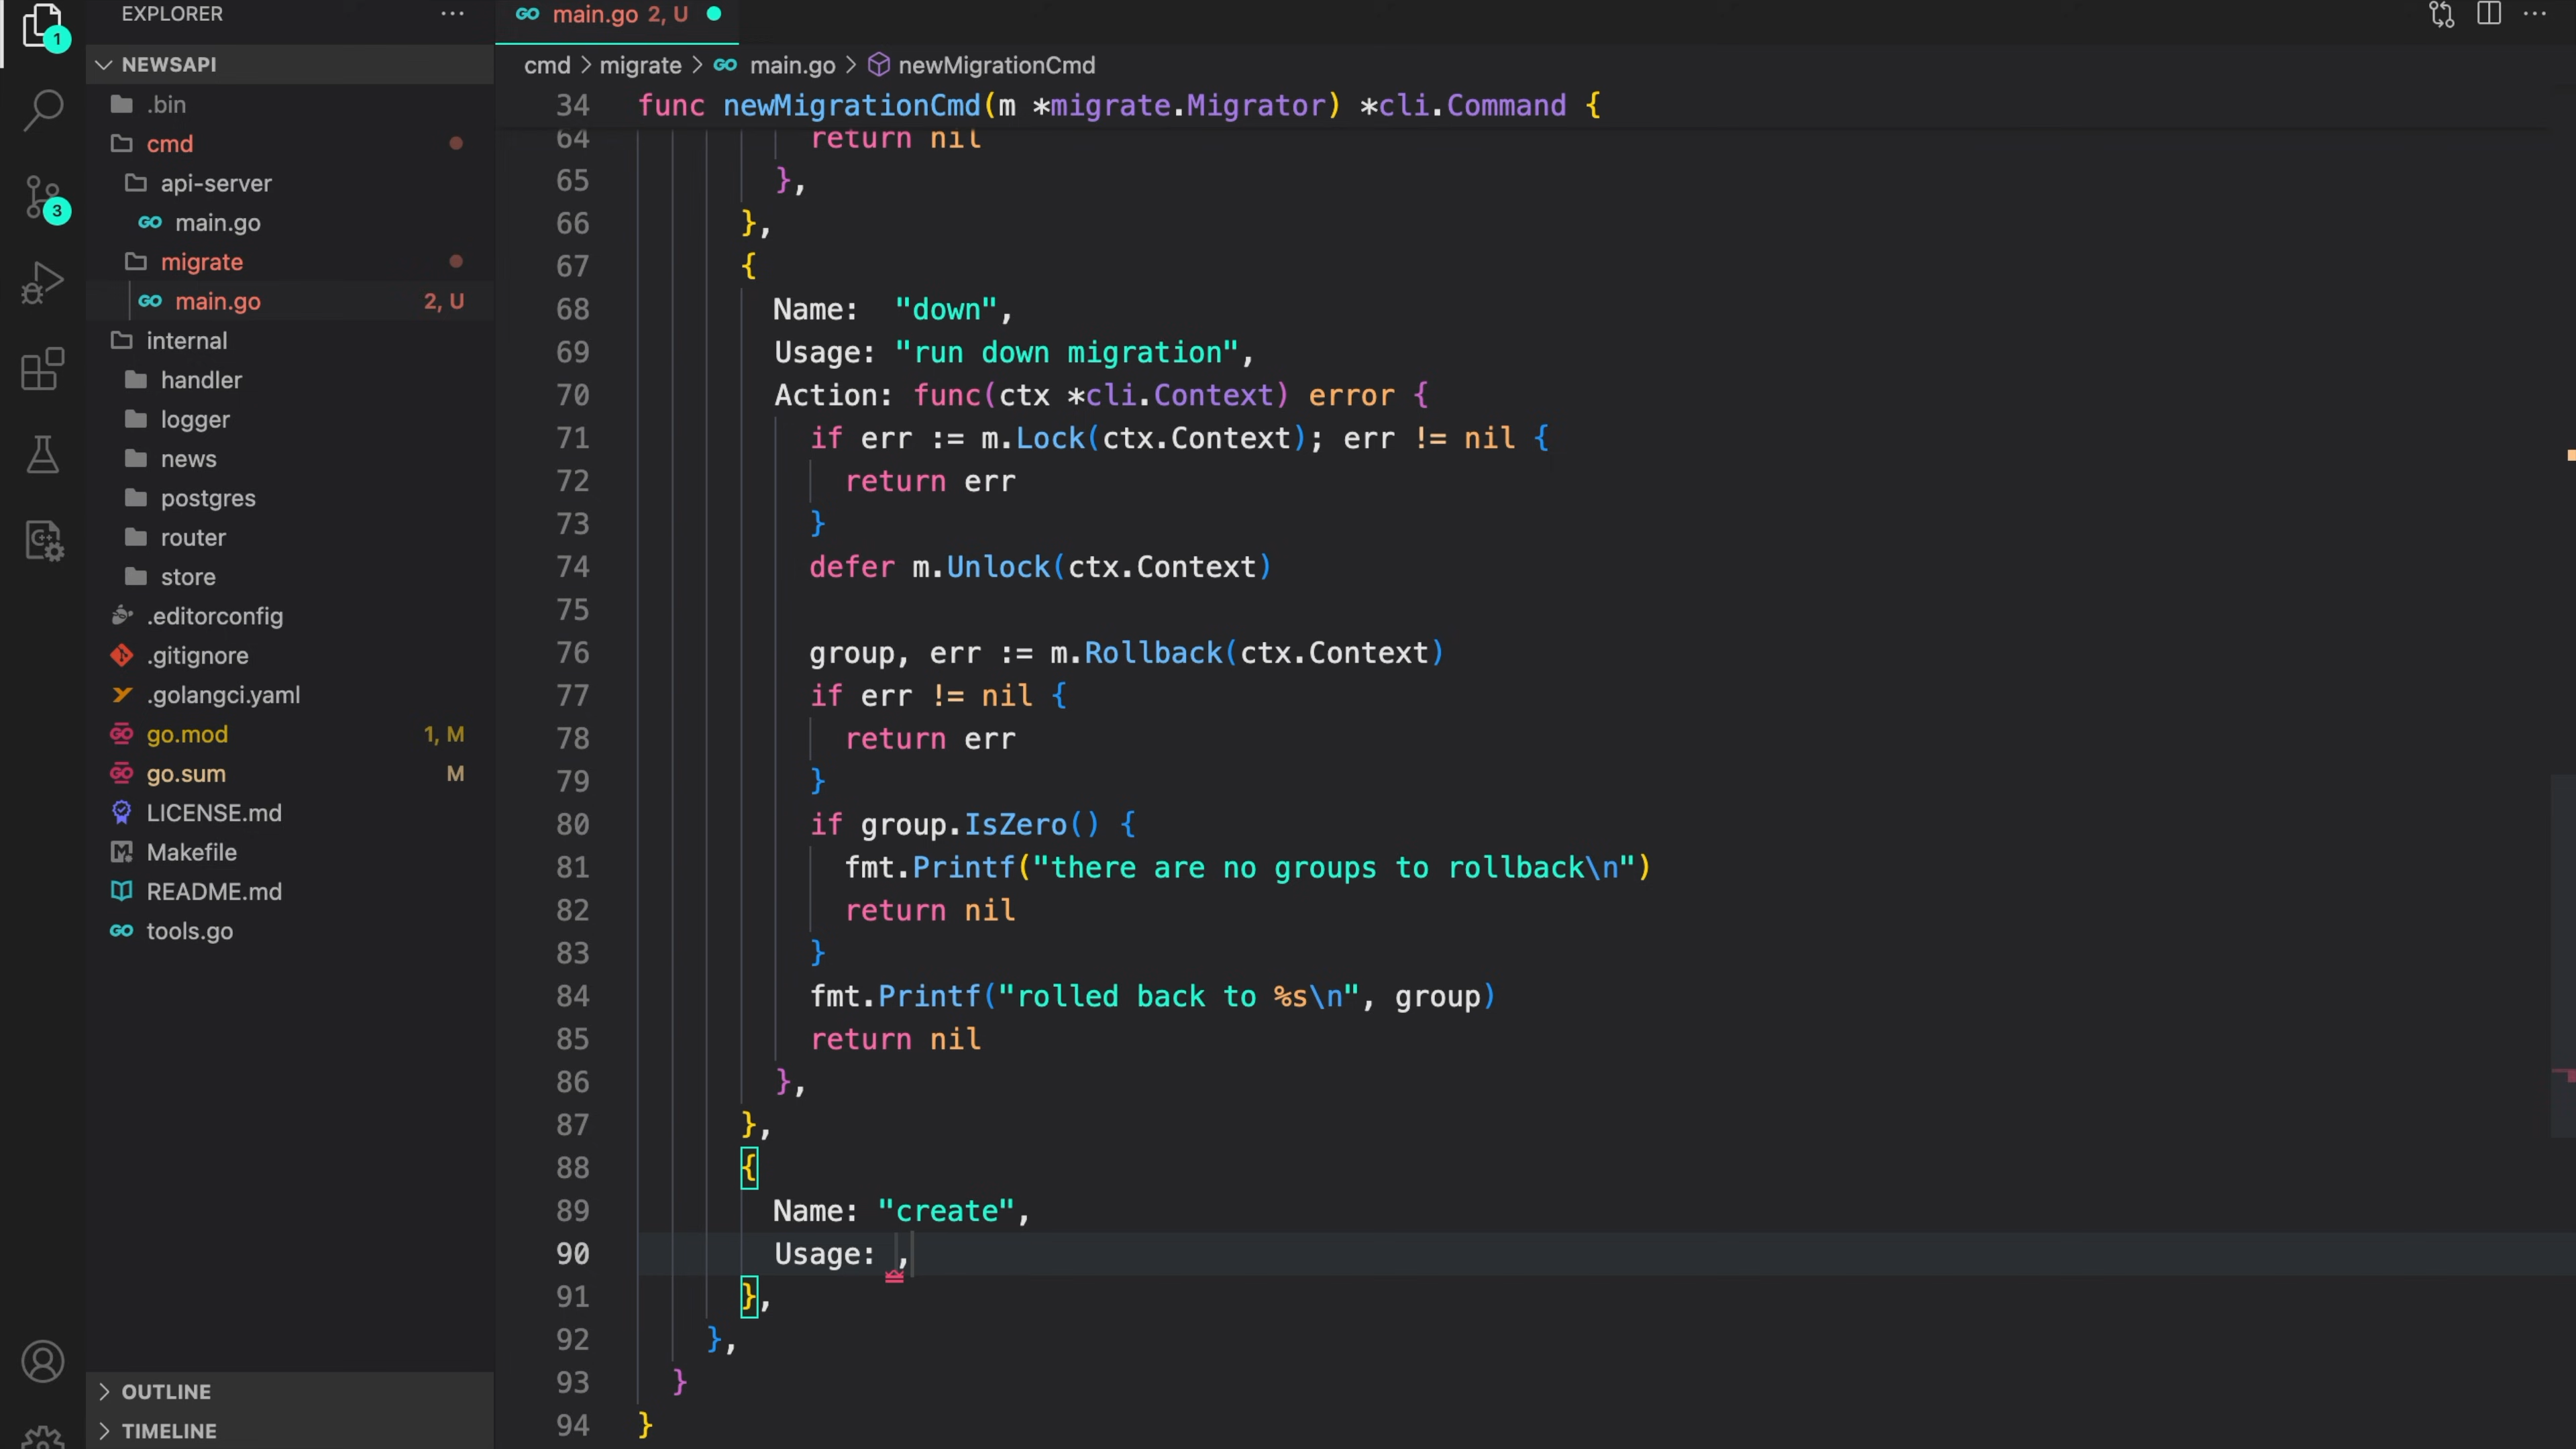 EXPLORER
NEWSAPI
.bin
cmd
api-server
main.go
migrate
main.go 2, U
internal
handler
logger
news
postgres
router
store
.editorconfig
.gitignore
.golangci.yaml
go.mod 1, M
go.sum M
LICENSE.md
Makefile
README.md
tools.go
OUTLINE
TIMELINE
1
3
main.go 2, U
cmd > migrate > main.go > newMigrationCmd
34 func newMigrationCmd(m *migrate.Migrator) *cli.Command {
64 return nil
65 },
66 },
67 {
68 Name:  "down",
69 Usage: "run down migration",
70 Action: func(ctx *cli.Context) error {
71 if err := m.Lock(ctx.Context); err != nil {
72 return err
73 }
74 defer m.Unlock(ctx.Context)
75
76 group, err := m.Rollback(ctx.Context)
77 if err != nil {
78 return err
79 }
80 if group.IsZero() {
81 fmt.Printf("there are no groups to rollback\n")
82 return nil
83 }
84 fmt.Printf("rolled back to %s\n", group)
85 return nil
86 },
87 },
88 {
89 Name: "create",
90 Usage: ,
91 },
92 },
93 }
94 }